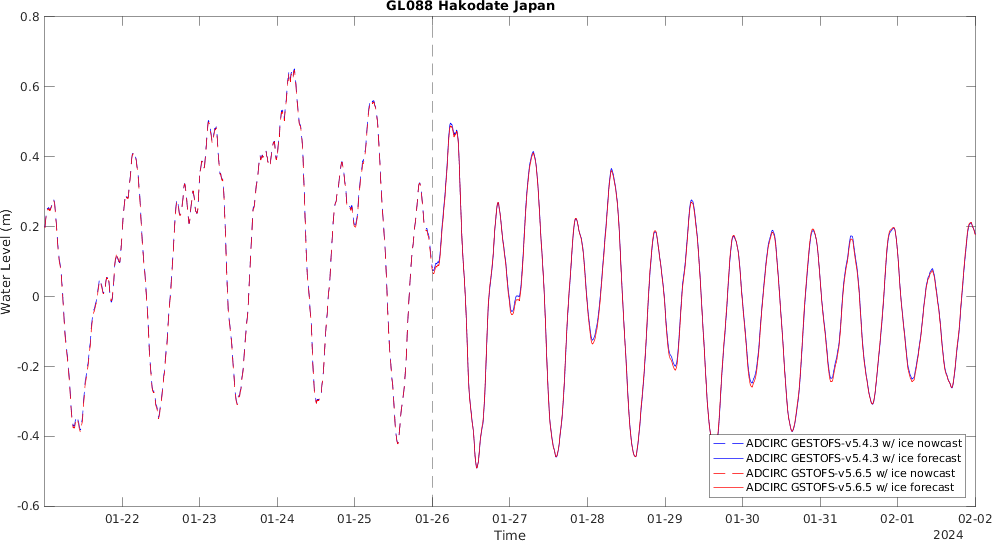 GL088 Hakodate Japan
0.8
0.6
0.4
0.2
0
-0.2
-0.4
-0.6
Water Level (m)
ADCIRC GESTOFS-v5.4.3 w/ ice nowcast
ADCIRC GESTOFS-v5.4.3 w/ ice forecast
ADCIRC GSTOFS-v5.6.5 w/ ice nowcast
ADCIRC GSTOFS-v5.6.5 w/ ice forecast
01-22 01-23 01-24 01-25 01-26 01-27 01-28 01-29 01-30 01-31 02-01 02-02
Time 2024